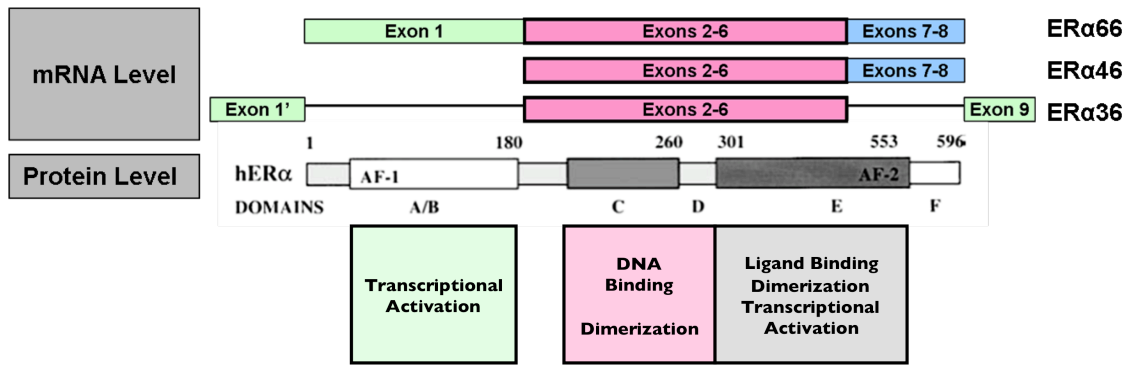 mRNA Level
Exon 1 Exons 2-6 Exons 7-8 ERα66
Exons 2-6 Exons 7-8 ERα46
Exon 1’ Exons 2-6 Exon 9 ERα36
Protein Level
1 180 260 301 553 596
hERα AF-1 AF-2
DOMAINS A/B C D E F
Transcriptional
Activation
DNA
Binding
Dimerization
Ligand Binding
Dimerization
Transcriptional
Activation